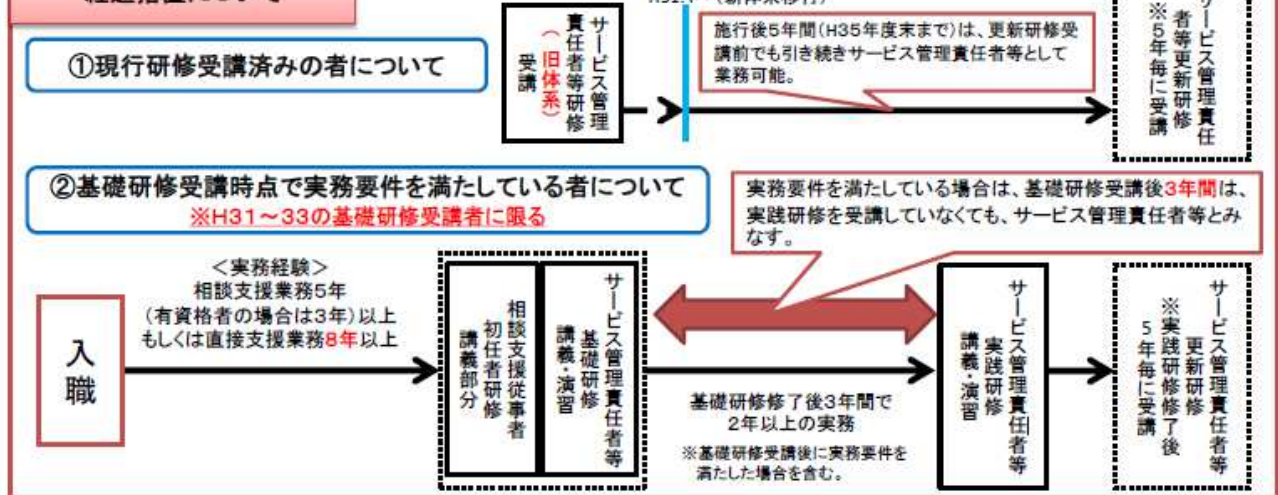 ①現行研修受講済みの者について
サービス管理
責任者等研修
（旧体系）
受講
施行後5年間(H35年度末まで)は、更新研修受
講前でも引き続きサービス管理責任者等として
業務可能。
サービス管理責任
者等更新研修
※5年毎に受講
②基礎研修受講時点で実務要件を満たしている者について
※H31～33の基礎研修受講者に限る
実務要件を満たしている場合は、基礎研修受講後3年間は、
実践研修を受講していなくても、サービス管理責任者等とみ
なす。
入職
＜実務経験＞
相談支援業務5年
(有資格者の場合は3年)以上
もしくは直接支援業務8年以上
サービス管理責任者等
基礎研修
講義・演習
相談支援従事者
初任者研修
講義部分
基礎研修修了後3年間で
2年以上の実務
※基礎研修受講後に実務要件を
満たした場合を含む。
サービス管理責任者等
実践研修
講義・演習
サービス管理責任者等
更新研修
※実践研修修了後
5年毎に受講